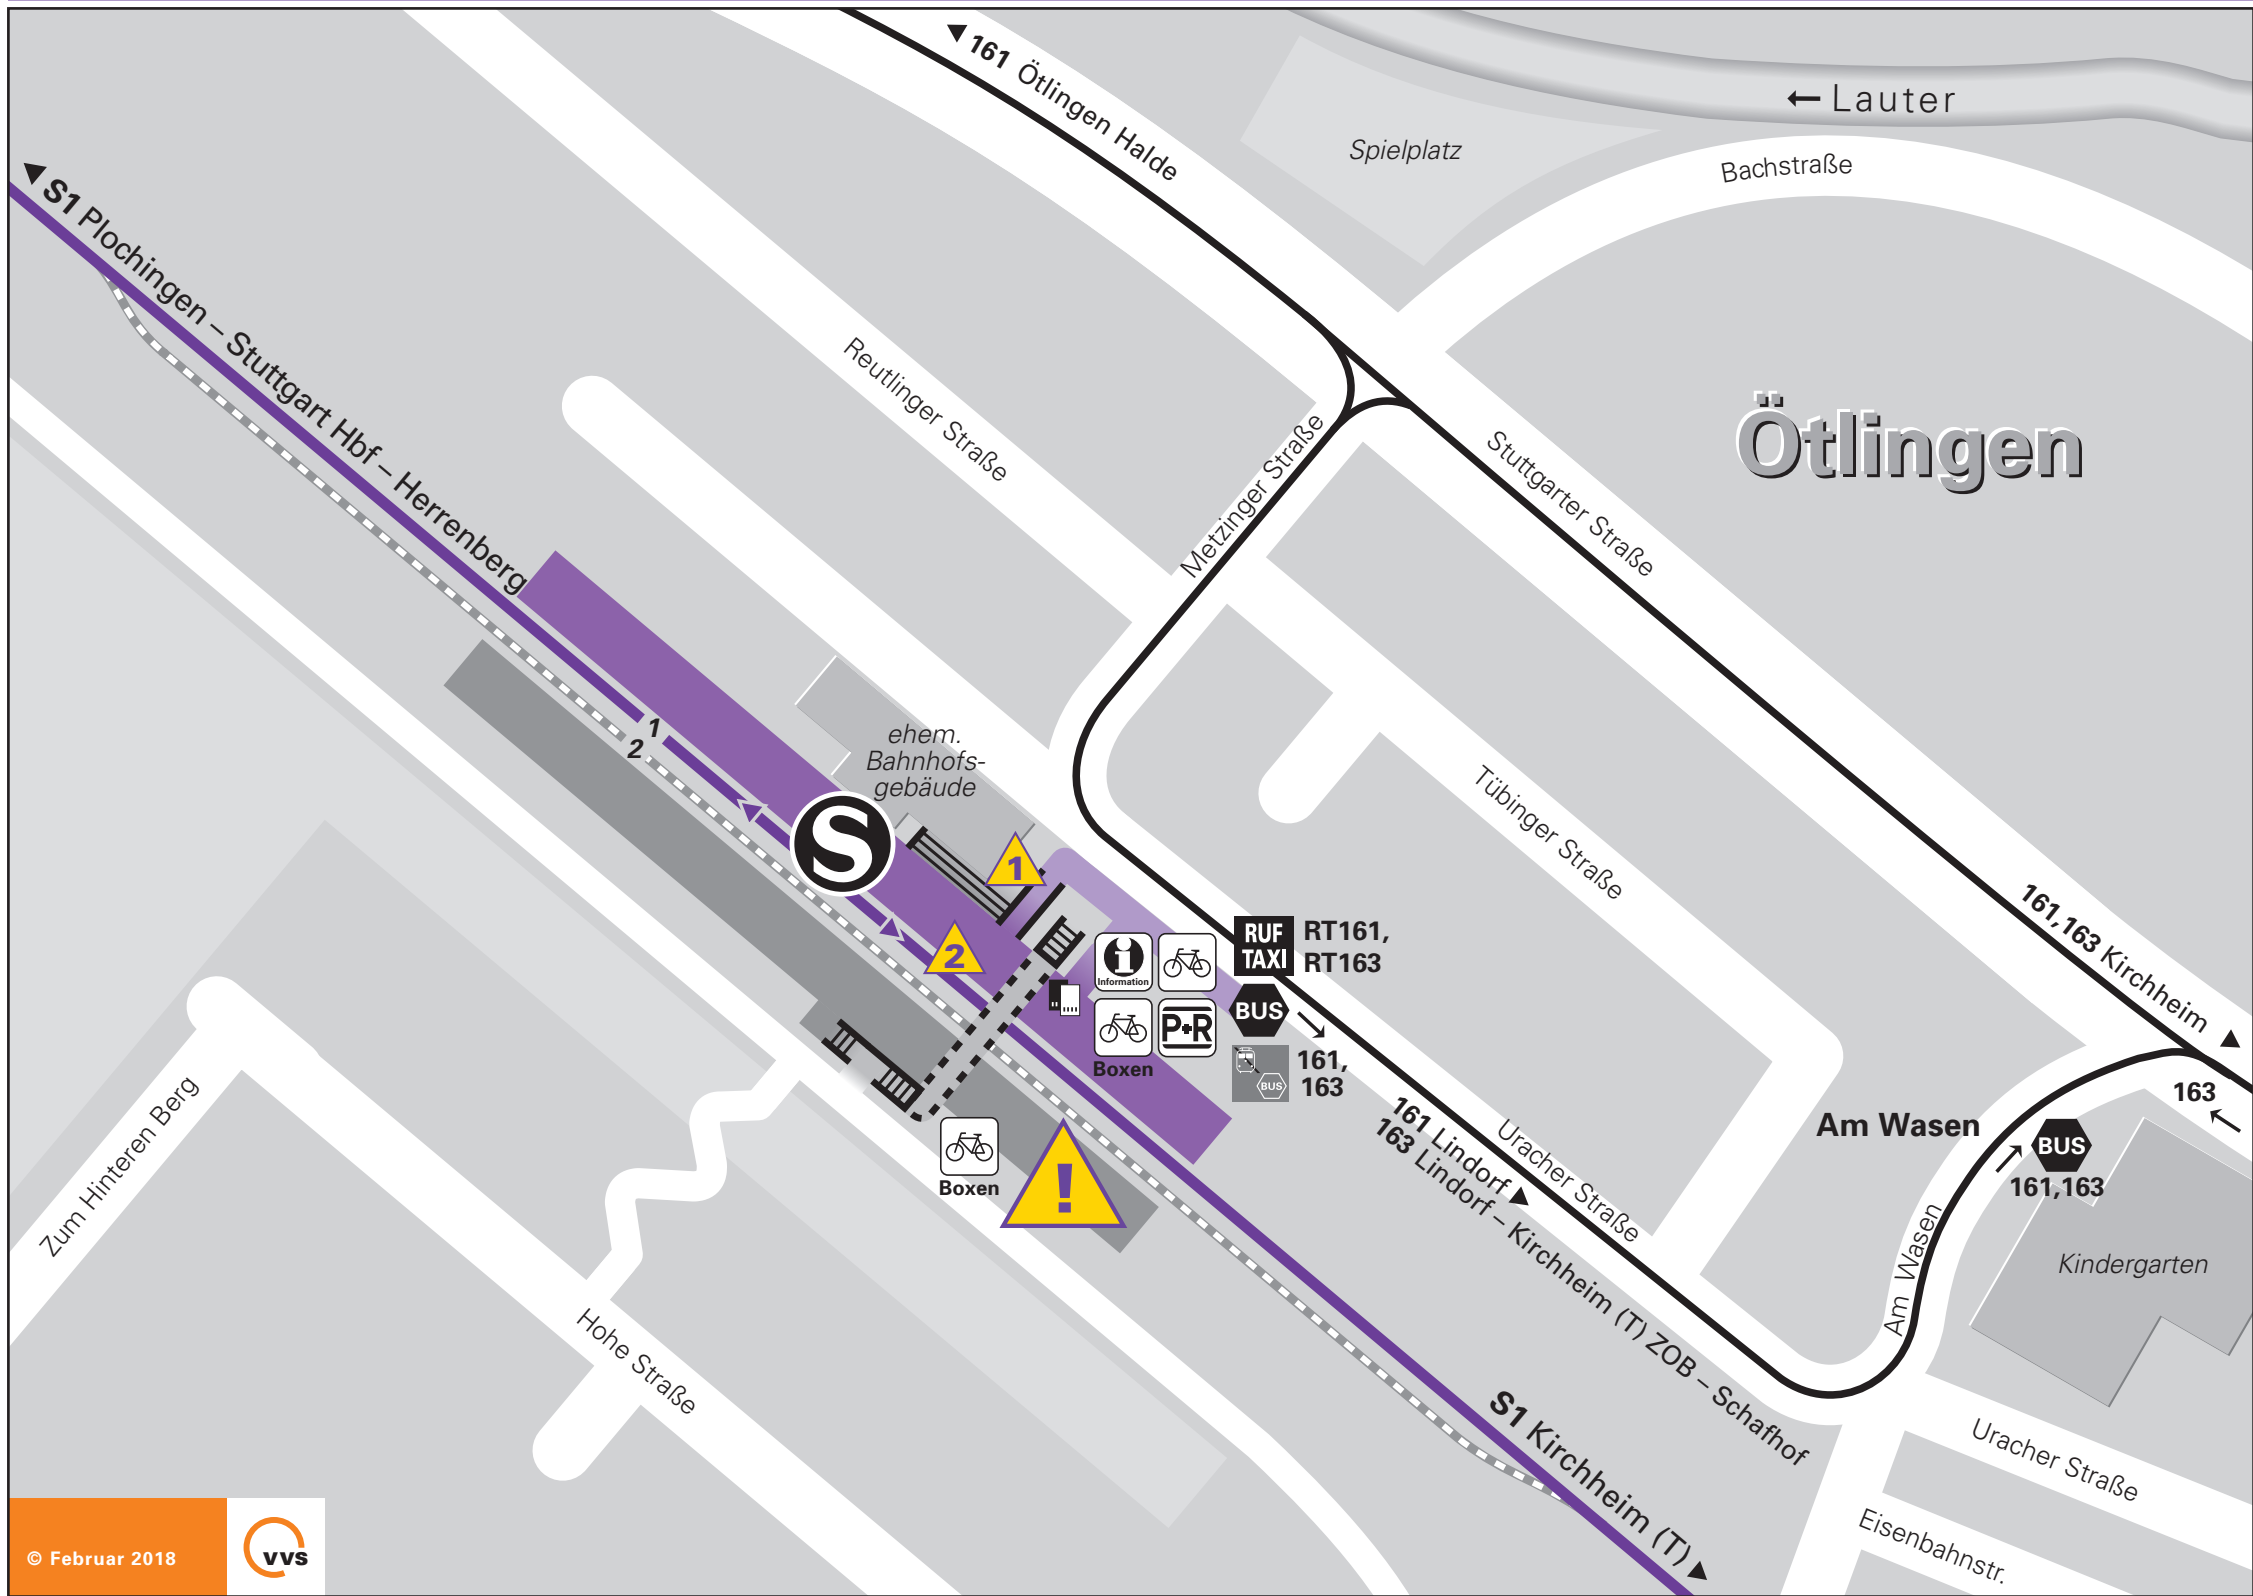 161 Ötlingen Halde
Lauter
Spielplatz
Bachstraße
S1 Plochingen – Stuttgart Hbf – Herrenberg
Reutlinger Straße
Ötlingen
Metzinger Straße
Stuttgarter Straße
1
2
ehem.
Bahnhofs-
gebäude
S
1
2
Tübinger Straße
161,163 Kirchheim
RUF
TAXI
RT161,
RT163
i
Information
P+R
BUS
BUS
161,
163
Boxen
Boxen
!
163
Am Wasen
BUS
161,163
161 Lindorf
163 Lindorf – Kirchheim (T) ZOB – Schafhof
Uracher Straße
Am Wasen
Kindergarten
Zum Hinteren Berg
Hohe Straße
S1 Kirchheim (T)
Uracher Straße
Eisenbahnstr.
© Februar 2018
vvs